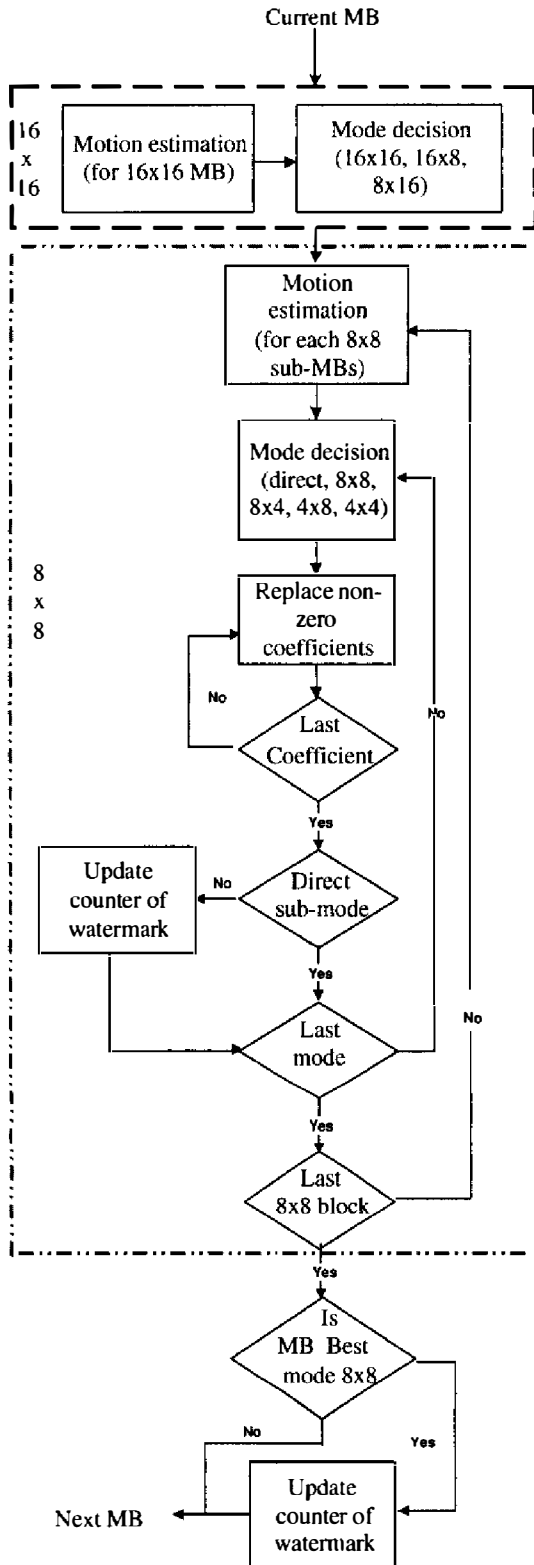 Current MB
16
x
16
Motion estimation
(for 16x16 MB)
Mode decision
(16x16, 16x8,
8x16)
Motion
estimation
(for each 8x8
sub-MBs)
Mode decision
(direct, 8x8,
8x4, 4x8, 4x4)
8
x
8
Replace non-
zero
coefficients
No
Last
Coefficient
No
Yes
Update
counter of
watermark
No
Direct
sub-mode
Yes
Last
mode
No
Yes
Last
8x8 block
Yes
Is
MB Best
mode 8x8
No
Yes
Update
counter of
watermark
Next MB